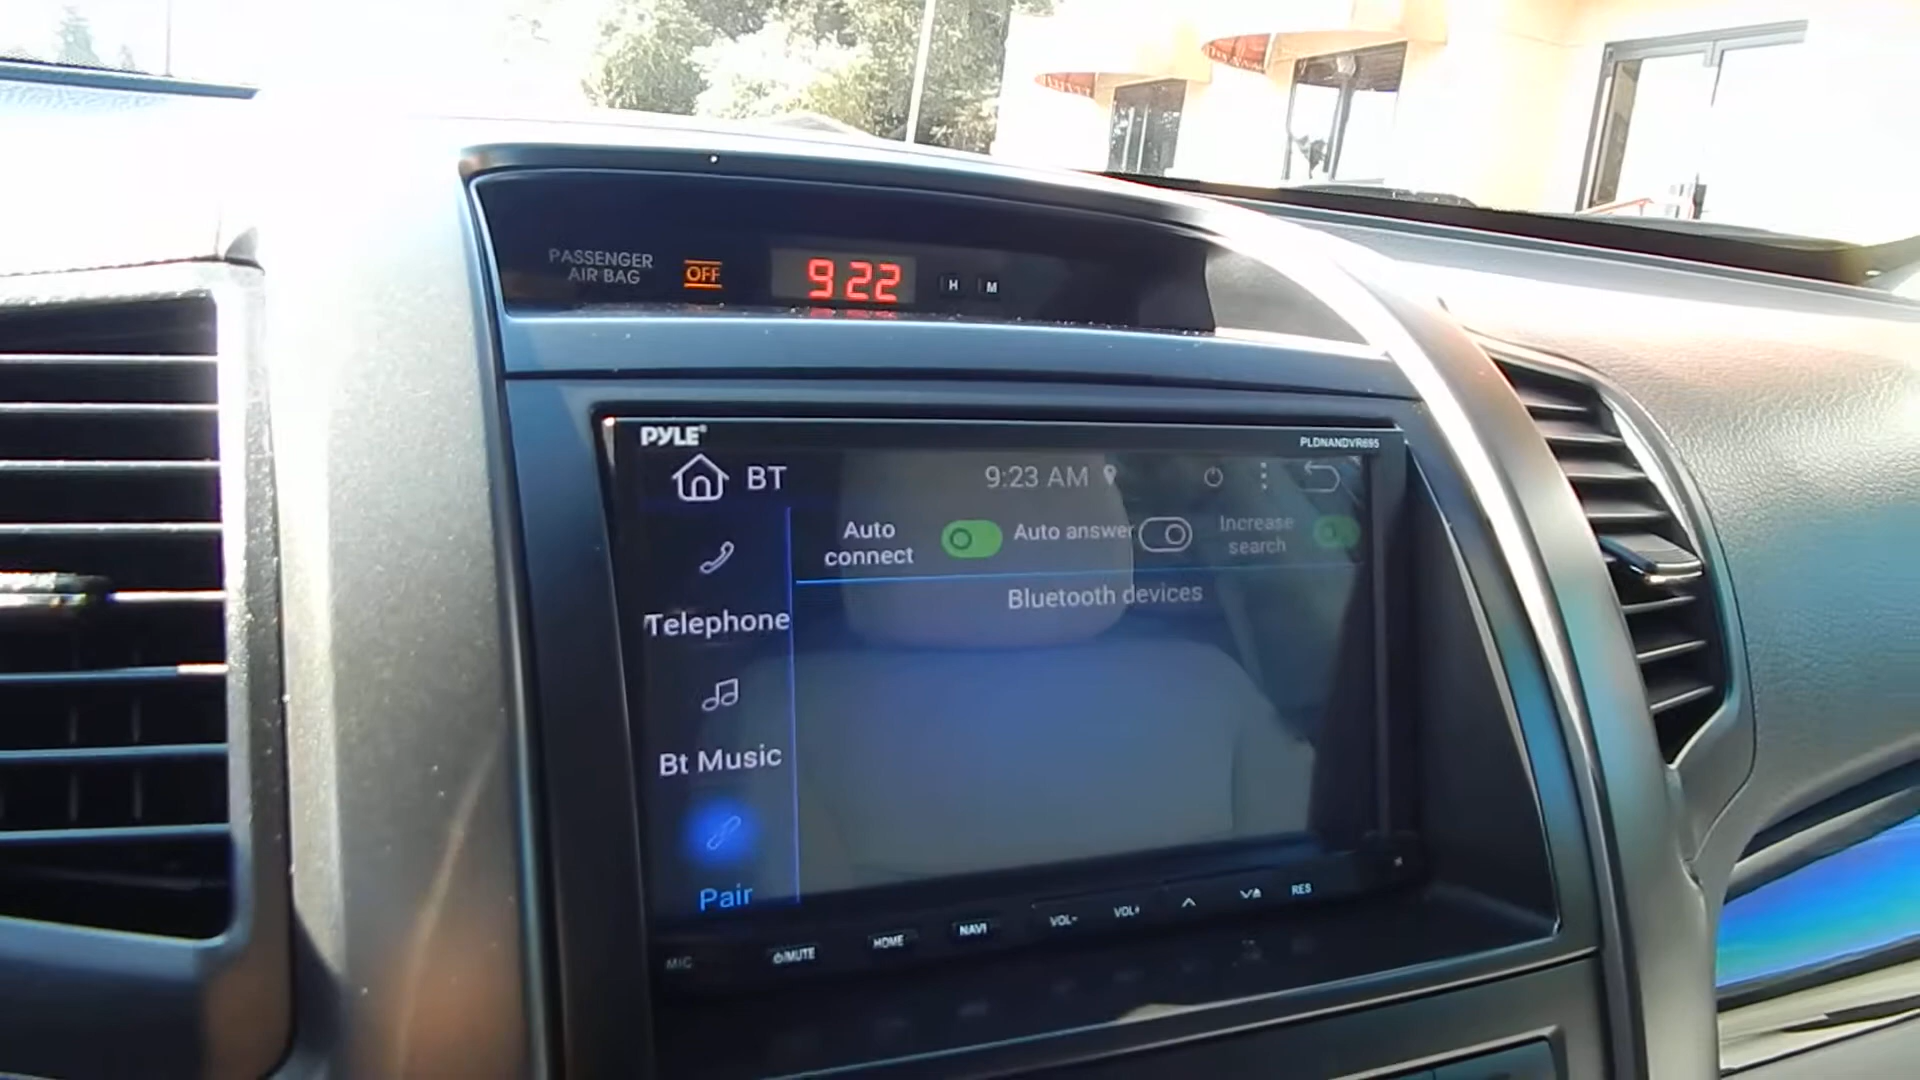 PASSENGER
AIR BAG
OFF
9 22
H
M
PYLE®
PLDNANDVR695
BT
9:23 AM
Auto
connect
Auto answer
Increase
search
Telephone
Bluetooth devices
Bt Music
Pair
MIC
/MUTE
HOME
NAVI
VOL-
VOL+
RES